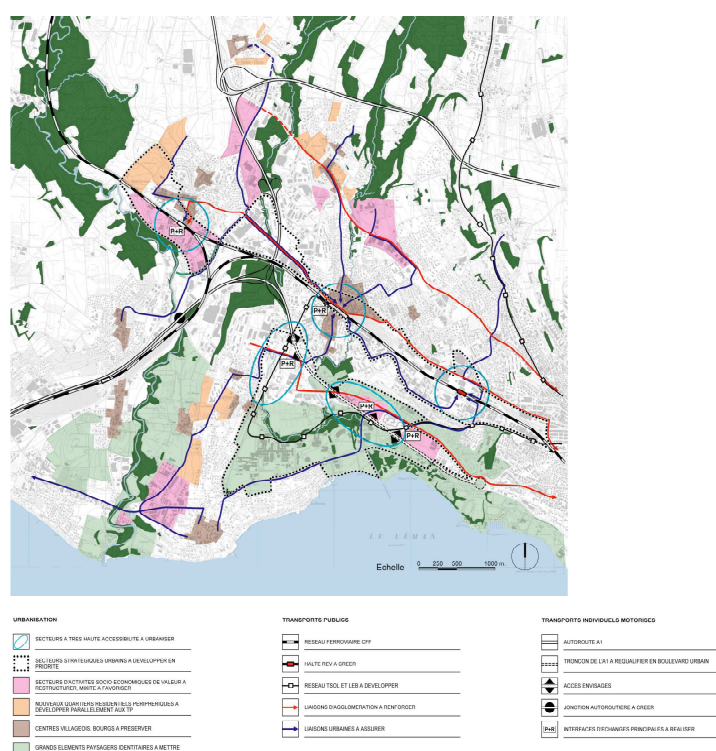 P+R
P+R
P+R
P+R
P+R
LE LÉMAN
Echelle 0 250 500 1000 m.
URBANISATION
SECTEURS A TRES HAUTE ACCESSIBILITE A URBANISER
SECTEURS STRATEGIQUES URBAINS A DEVELOPPER EN
PRIORITE
SECTEURS D'ACTIVITES SOCIO ECONOMIQUES DE VALEUR A
RESTRUCTURER, MIXITE A FAVORISER
NOUVEAUX QUARTIERS RESIDENTIELS PERIPHERIQUES A
DEVELOPPER PARALLELEMENT AUX TP
CENTRES VILLAGEOIS, BOURGS A PRESERVER
GRANDS ELEMENTS PAYSAGERS IDENTITAIRES A METTRE
TRANSPORTS PUBLICS
RESEAU FERROVIAIRE CFF
HALTE REV A CREER
RESEAU TSOL ET LEB A DEVELOPPER
LIAISONS D'AGGLOMERATION A RENFORCER
LIAISONS URBAINES A ASSURER
TRANSPORTS INDIVIDUELS MOTORISES
AUTOROUTE A1
TRONCON DE L'A1 A REQUALIFIER EN BOULEVARD URBAIN
ACCES ENVISAGES
JONCTION AUTOROUTIERE A CREER
P+R INTERFACES D'ECHANGES PRINCIPALES A REALISER